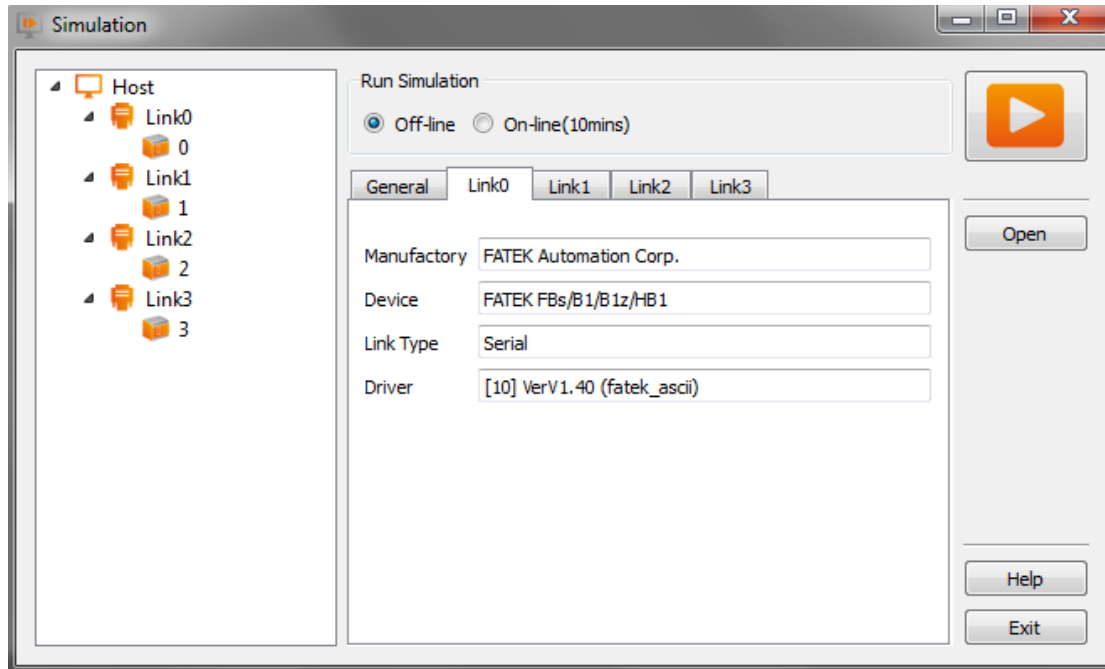 Simulation
Host
Link0
0
Link1
1
Link2
2
Link3
3
Run Simulation
Off-line On-line(10mins)
General Link0 Link1 Link2 Link3
Manufactory FATEK Automation Corp.
Device FATEK FBs/B1/B1z/HB1
Link Type Serial
Driver [10] VerV1.40 (fatek_ascii)
Open
Help
Exit